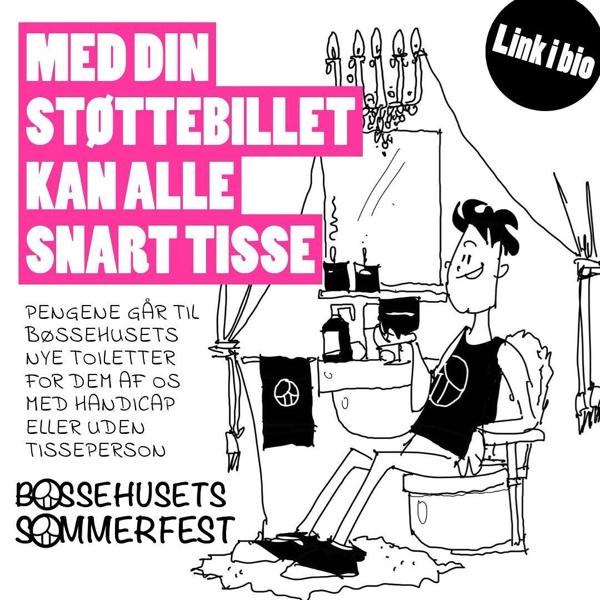 MED DIN
STØTTEBILLET
KAN ALLE
SNART TISSE
Link i bio
PENGENE GÅR TIL
BØSSEHUSETS
NYE TOILETTER
FOR DEM AF OS
MED HANDICAP
ELLER UDEN
TISSEPERSON
BØSSEHUSETS
SOMMERFEST